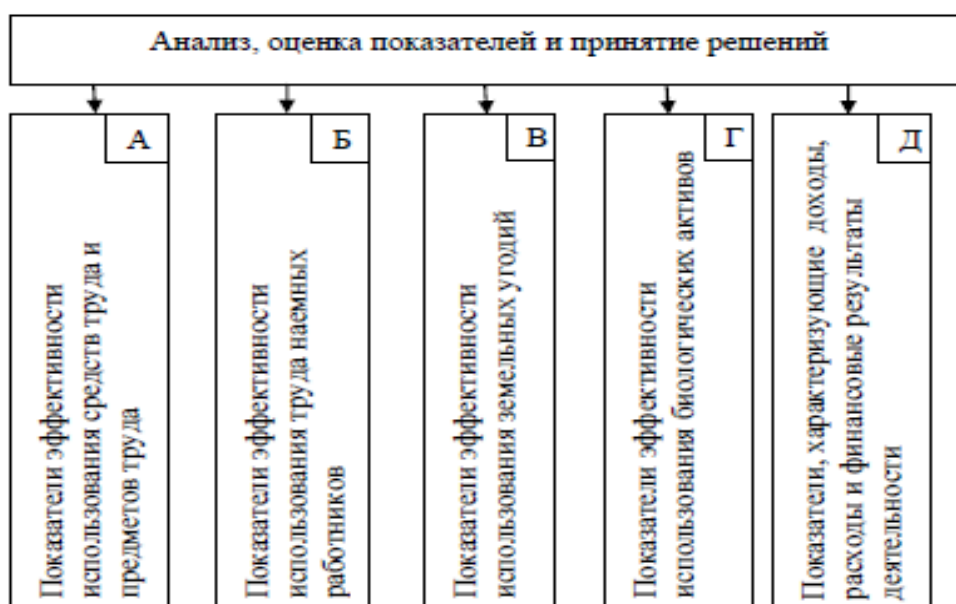 Анализ, оценка показателей и принятие решений
А
Показатели эффективности
использования средств труда и
предметов труда
Б
Показатели эффективности
использования труда наемных
работников
В
Показатели эффективности
использования земельных угодий
Г
Показатели эффективности
использования биологических активов
Д
Показатели, характеризующие доходы,
расходы и финансовые результаты
деятельности